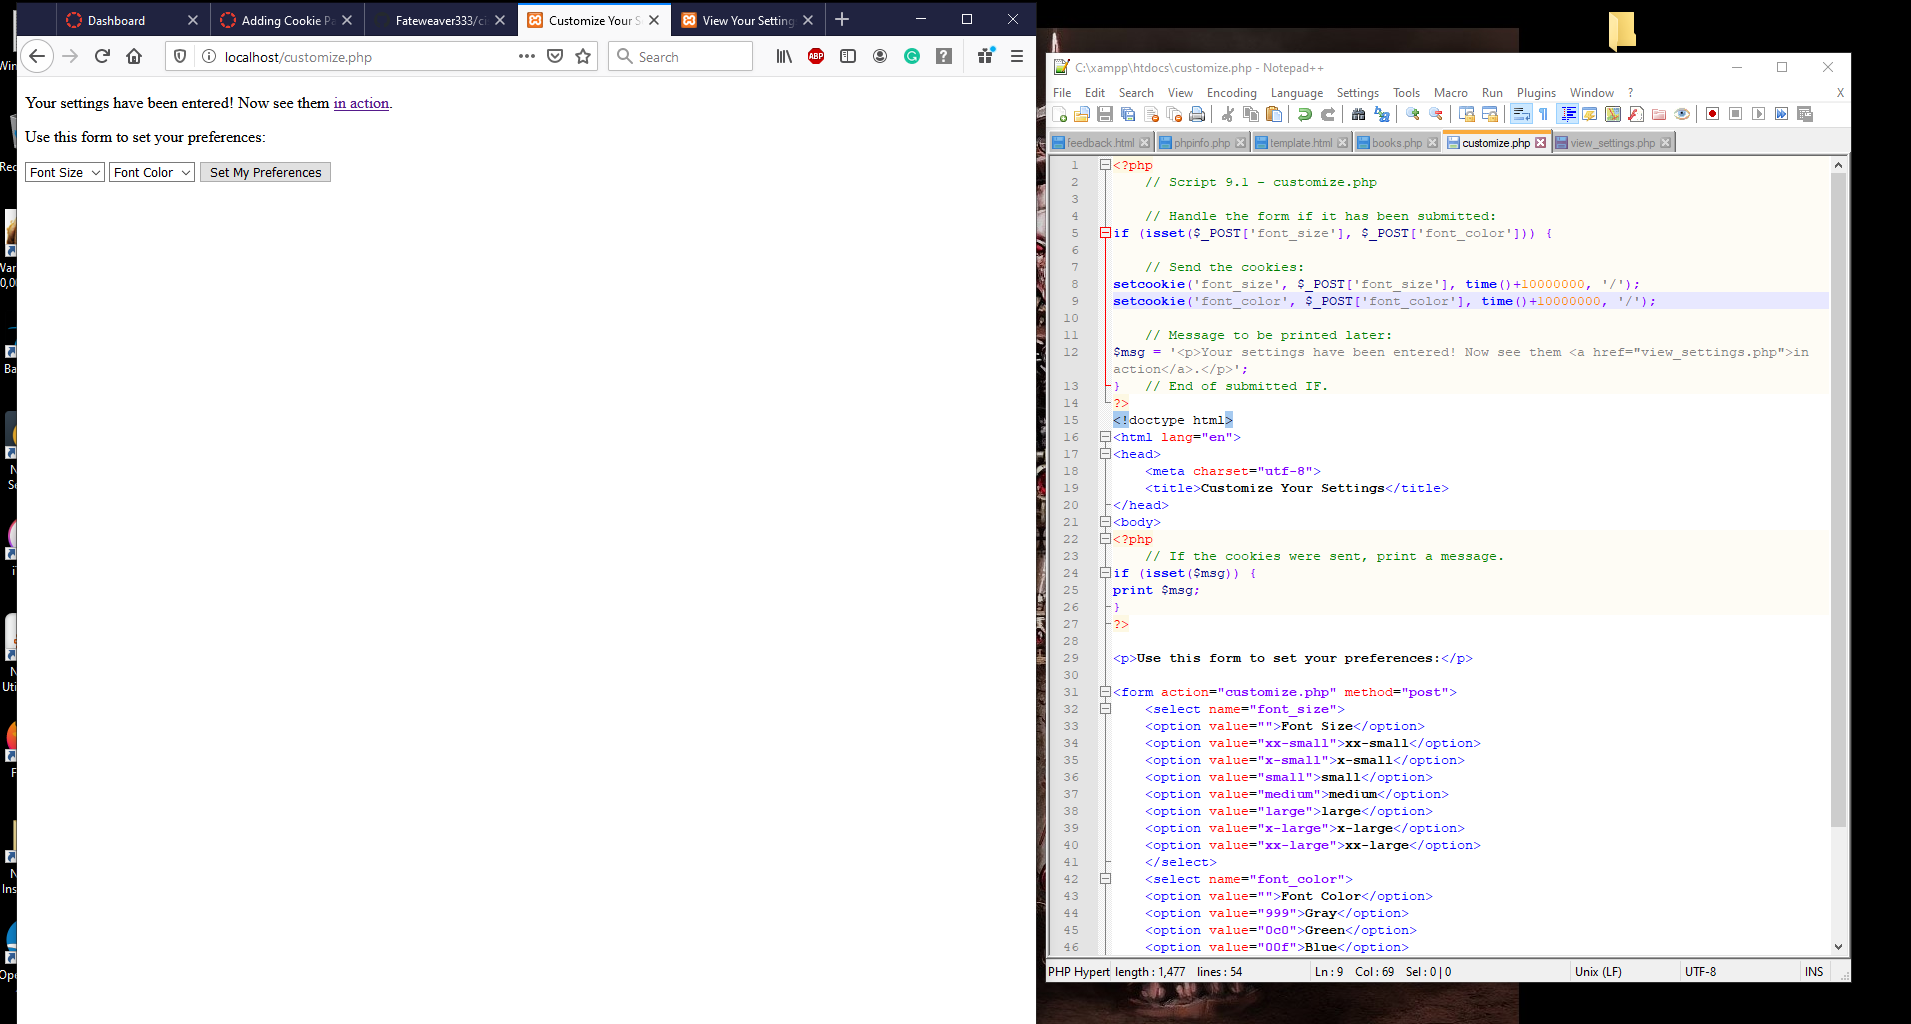 Dashboard
Adding Cookie Pa
Fateweaver333/ci
Customize Your S
View Your Setting
localhost/customize.php
Search
ABP
Your settings have been entered! Now see them in action.
Use this form to set your preferences:
Font Size
Font Color
Set My Preferences
C:\xampp\htdocs\customize.php - Notepad++
File Edit Search View Encoding Language Settings Tools Macro Run Plugins Window ? X
feedback.html
phpinfo.php
template.html
books.php
customize.php
view_settings.php
1 <?php
2 // Script 9.1 - customize.php
3
4 // Handle the form if it has been submitted:
5 if (isset($_POST['font_size'], $_POST['font_color'])) {
6
7 // Send the cookies:
8 setcookie('font_size', $_POST['font_size'], time()+10000000, '/');
9 setcookie('font_color', $_POST['font_color'], time()+10000000, '/');
10
11 // Message to be printed later:
12 $msg = '<p>Your settings have been entered! Now see them <a href="view_settings.php">in
action</a>.</p>';
13 } // End of submitted IF.
14 ?>
15 <!doctype html>
16 <html lang="en">
17 <head>
18 <meta charset="utf-8">
19 <title>Customize Your Settings</title>
20 </head>
21 <body>
22 <?php
23 // If the cookies were sent, print a message.
24 if (isset($msg)) {
25 print $msg;
26 }
27 ?>
28
29 <p>Use this form to set your preferences:</p>
30
31 <form action="customize.php" method="post">
32 <select name="font_size">
33 <option value="">Font Size</option>
34 <option value="xx-small">xx-small</option>
35 <option value="x-small">x-small</option>
36 <option value="small">small</option>
37 <option value="medium">medium</option>
38 <option value="large">large</option>
39 <option value="x-large">x-large</option>
40 <option value="xx-large">xx-large</option>
41 </select>
42 <select name="font_color">
43 <option value="">Font Color</option>
44 <option value="999">Gray</option>
45 <option value="0c0">Green</option>
46 <option value="00f">Blue</option>
PHP Hypert length : 1,477 lines : 54 Ln : 9 Col : 69 Sel : 0 | 0 Unix (LF) UTF-8 INS